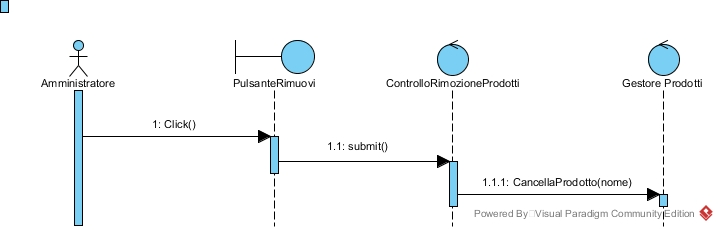 Amministratore
PulsanteRimuovi
ControlloRimozioneProdotti
Gestore Prodotti
1: Click()
1.1: submit()
1.1.1: CancellaProdotto(nome)
Powered By Visual Paradigm Community Edition